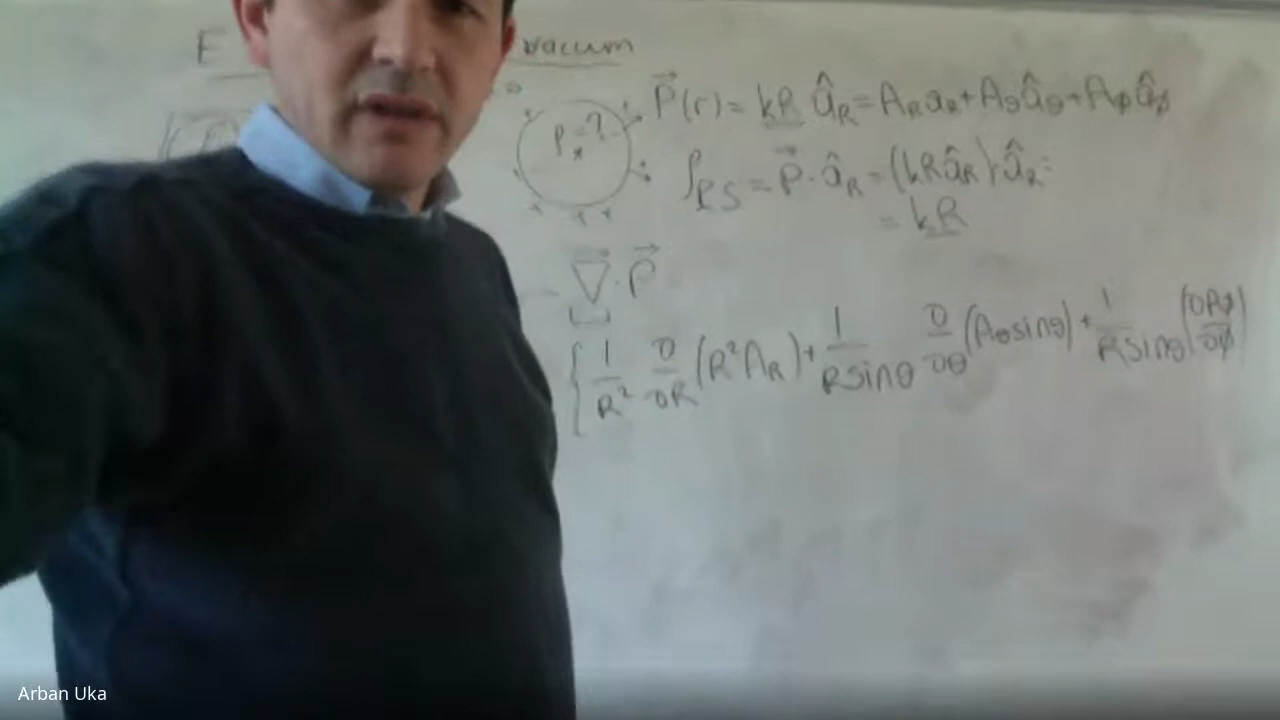 E vacuum
P⃗(r) = kR â_R = A_R a_R + A_θ â_θ + A_φ â_φ
ρ = ?
ρ_PS = P⃗ · â_R = (kR â_R) · â_R =
= kR
∇⃗ · P⃗
{ 1/R² ∂/∂R (R² A_R) + 1/(R sinθ) ∂/∂θ (A_θ sinθ) + 1/(R sinθ) (∂A_φ/∂φ)
Arban Uka